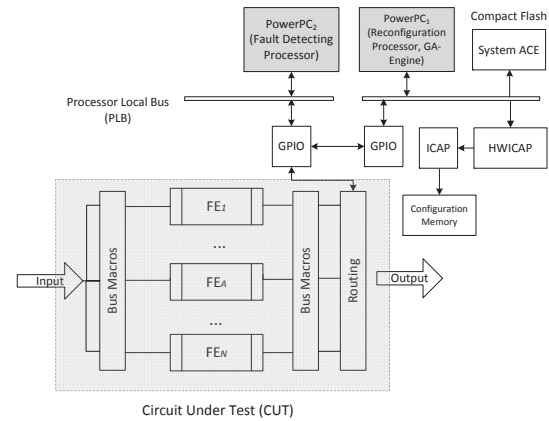 PowerPC2
(Fault Detecting
Processor)
PowerPC1
(Reconfiguration
Processor, GA-
Engine)
Compact Flash
System ACE
Processor Local Bus
(PLB)
GPIO
GPIO
ICAP
HWICAP
Configuration
Memory
Input
Bus Macros
FE1
...
FEA
...
FEN
Bus Macros
Routing
Output
Circuit Under Test (CUT)